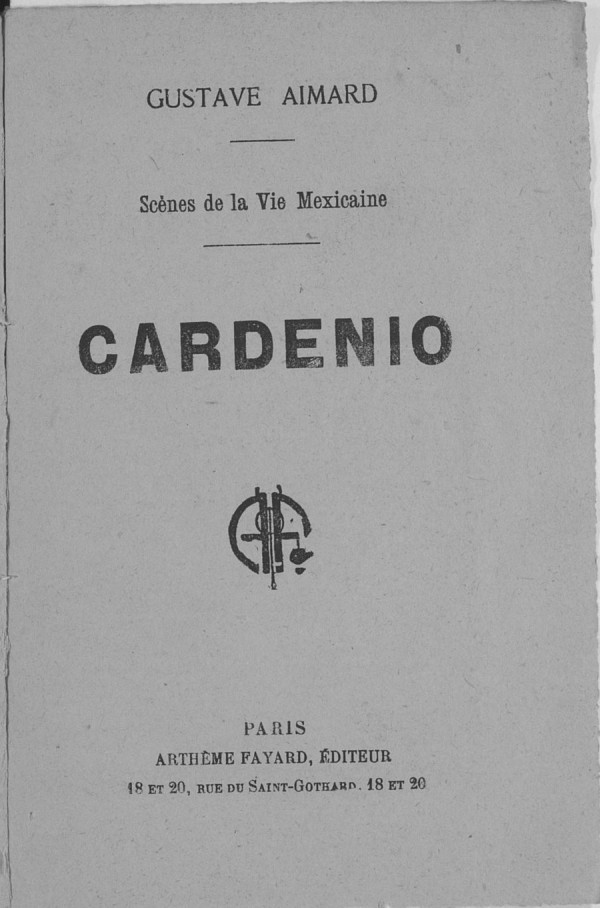 GUSTAVE AIMARD
Scènes de la Vie Mexicaine
CARDENIO
PARIS
ARTHÈME FAYARD, ÉDITEUR
18 ET 20, RUE DU SAINT-GOTHARD. 18 ET 20